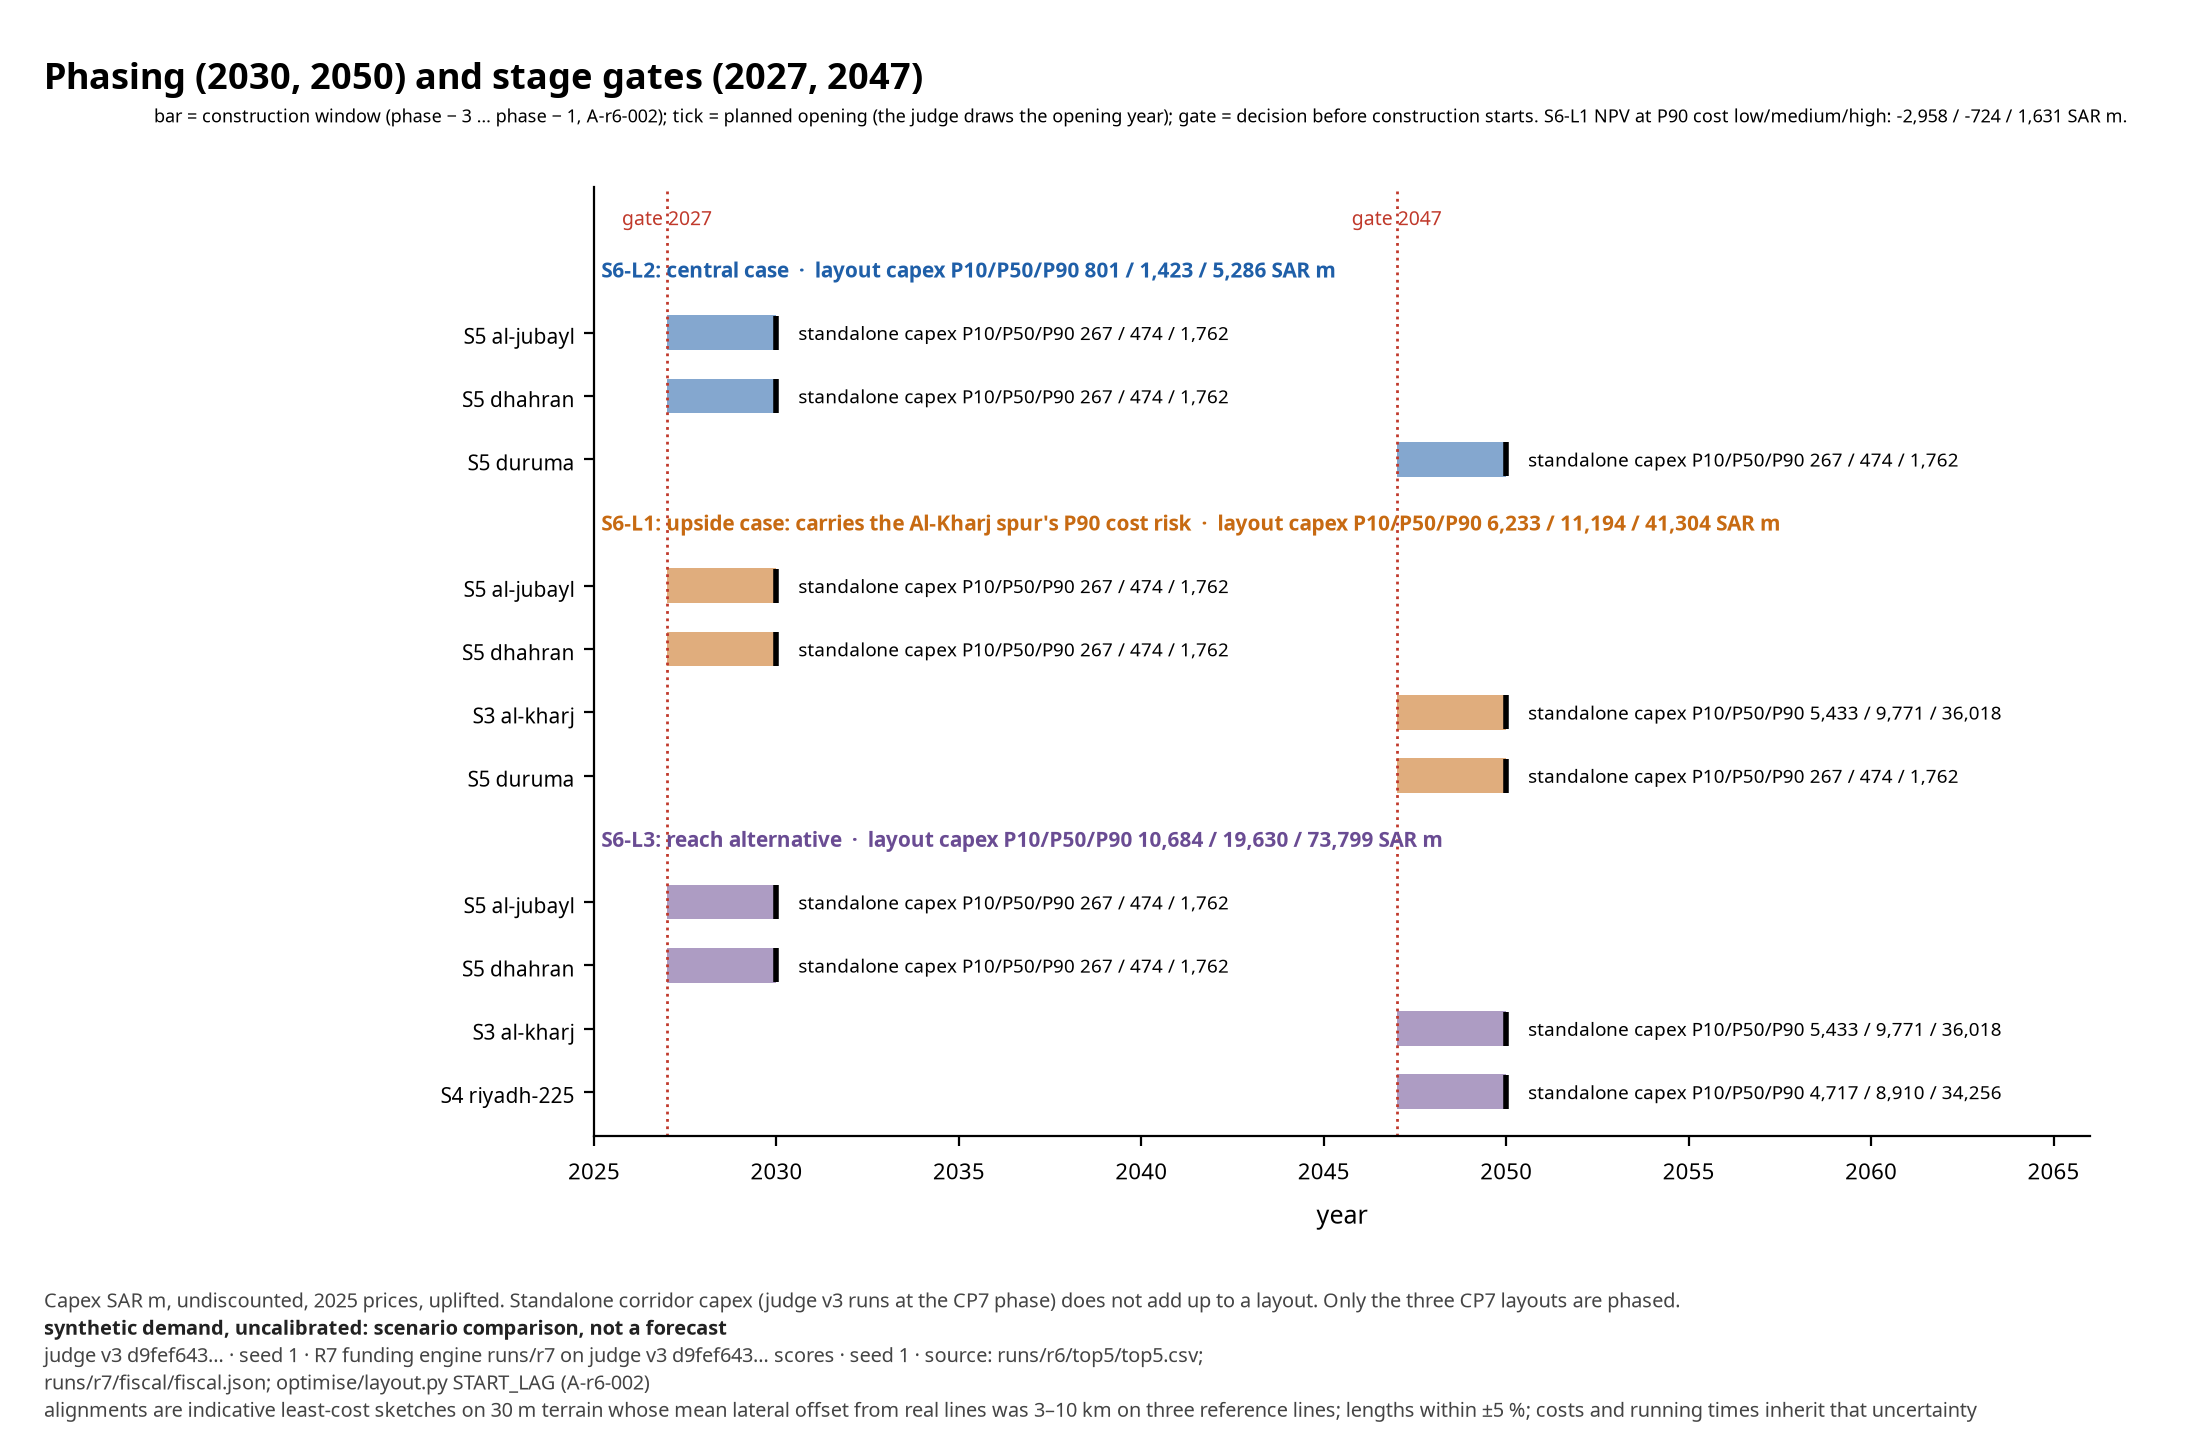 Phasing (2030, 2050) and stage gates (2027, 2047)
bar = construction window (phase − 3 … phase − 1, A-r6-002); tick = planned opening (the judge draws the opening year); gate = decision before construction starts. S6-L1 NPV at P90 cost low/medium/high: -2,958 / -724 / 1,631 SAR m.
gate 2027
gate 2047
S6-L2: central case · layout capex P10/P50/P90 801 / 1,423 / 5,286 SAR m
S5 al-jubayl
standalone capex P10/P50/P90 267 / 474 / 1,762
S5 dhahran
standalone capex P10/P50/P90 267 / 474 / 1,762
S5 duruma
standalone capex P10/P50/P90 267 / 474 / 1,762
S6-L1: upside case: carries the Al-Kharj spur's P90 cost risk · layout capex P10/P50/P90 6,233 / 11,194 / 41,304 SAR m
S5 al-jubayl
standalone capex P10/P50/P90 267 / 474 / 1,762
S5 dhahran
standalone capex P10/P50/P90 267 / 474 / 1,762
S3 al-kharj
standalone capex P10/P50/P90 5,433 / 9,771 / 36,018
S5 duruma
standalone capex P10/P50/P90 267 / 474 / 1,762
S6-L3: reach alternative · layout capex P10/P50/P90 10,684 / 19,630 / 73,799 SAR m
S5 al-jubayl
standalone capex P10/P50/P90 267 / 474 / 1,762
S5 dhahran
standalone capex P10/P50/P90 267 / 474 / 1,762
S3 al-kharj
standalone capex P10/P50/P90 5,433 / 9,771 / 36,018
S4 riyadh-225
standalone capex P10/P50/P90 4,717 / 8,910 / 34,256
2025 2030 2035 2040 2045 2050 2055 2060 2065
year
Capex SAR m, undiscounted, 2025 prices, uplifted. Standalone corridor capex (judge v3 runs at the CP7 phase) does not add up to a layout. Only the three CP7 layouts are phased.
synthetic demand, uncalibrated: scenario comparison, not a forecast
judge v3 d9fef643… · seed 1 · R7 funding engine runs/r7 on judge v3 d9fef643… scores · seed 1 · source: runs/r6/top5/top5.csv;
runs/r7/fiscal/fiscal.json; optimise/layout.py START_LAG (A-r6-002)
alignments are indicative least-cost sketches on 30 m terrain whose mean lateral offset from real lines was 3–10 km on three reference lines; lengths within ±5 %; costs and running times inherit that uncertainty